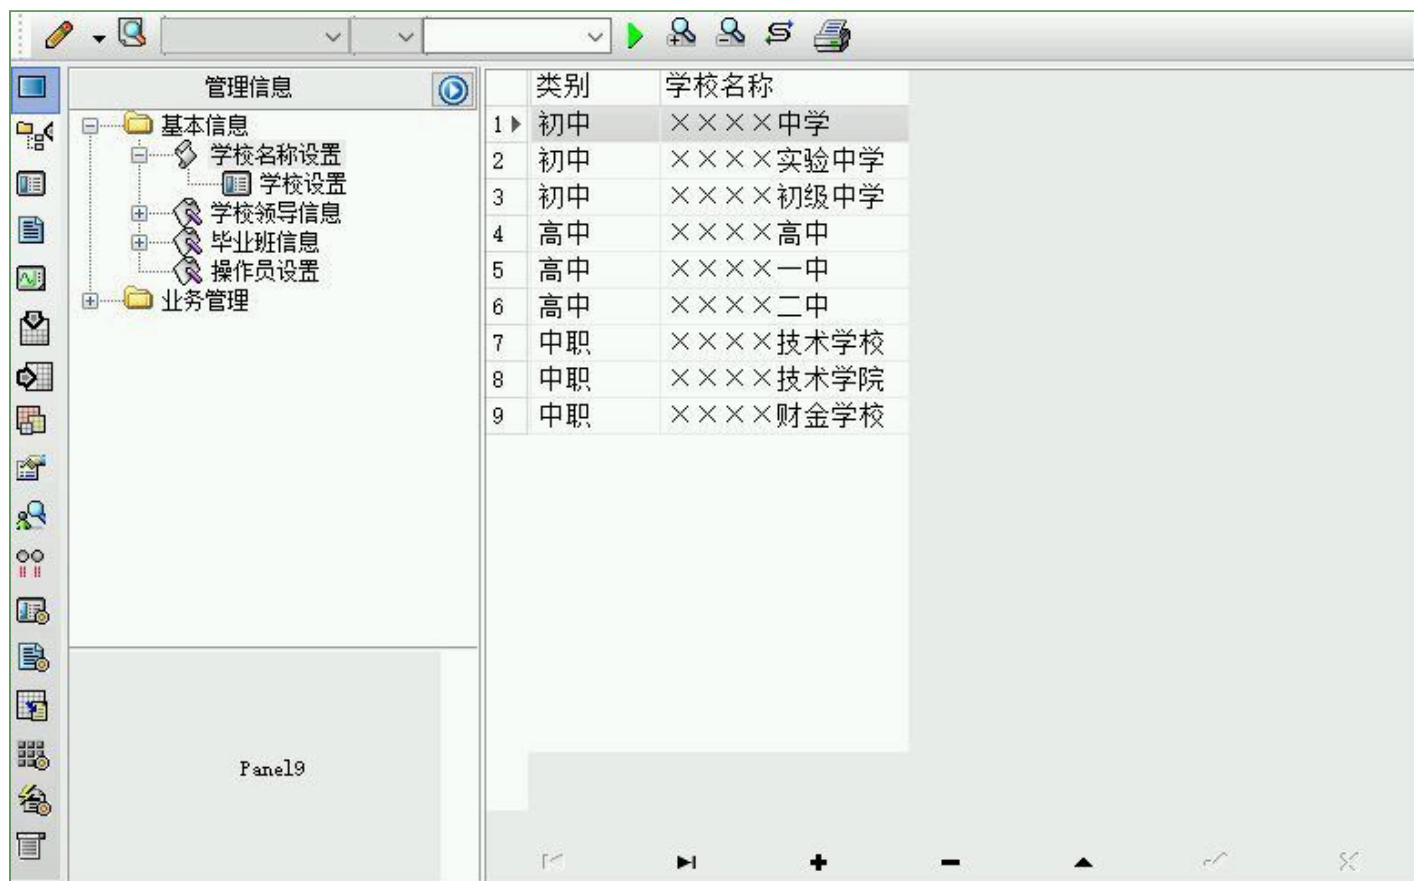 管理信息
基本信息
学校名称设置
学校设置
学校领导信息
毕业班信息
操作员设置
业务管理
Panel9
类别 学校名称
1 初中 ××××中学
2 初中 ××××实验中学
3 初中 ××××初级中学
4 高中 ××××高中
5 高中 ××××一中
6 高中 ××××二中
7 中职 ××××技术学校
8 中职 ××××技术学院
9 中职 ××××财金学校